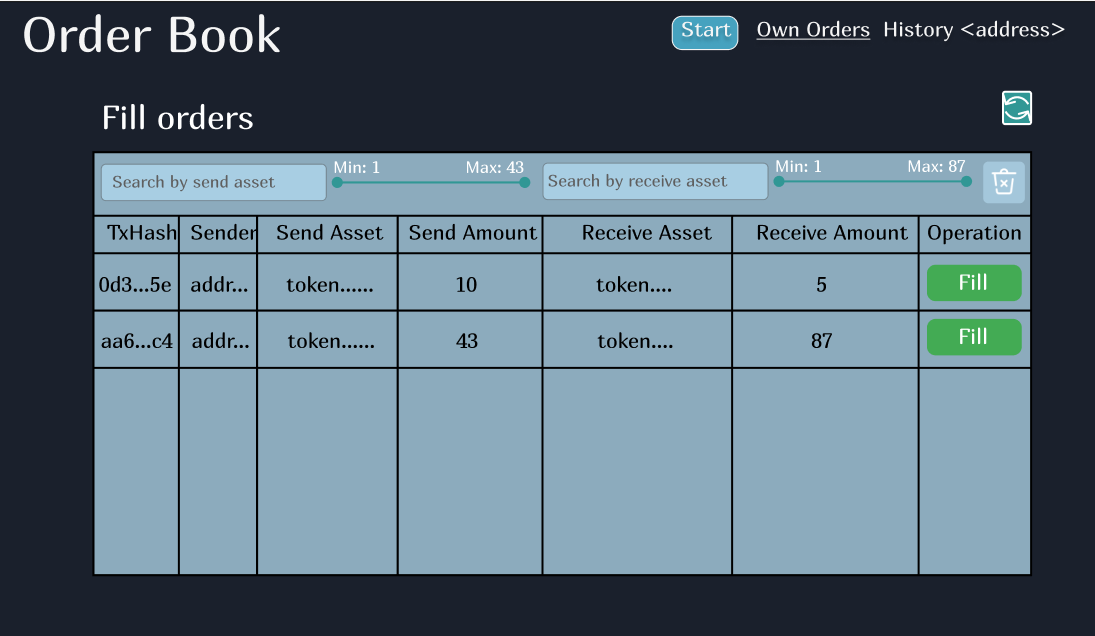 Order Book
Start Own Orders History <address>
Fill orders
Search by send asset Min: 1 Max: 43 Search by receive asset Min: 1 Max: 87
TxHash Sender Send Asset Send Amount Receive Asset Receive Amount Operation
0d3...5e addr... token...... 10 token.... 5 Fill
aa6...c4 addr... token...... 43 token.... 87 Fill